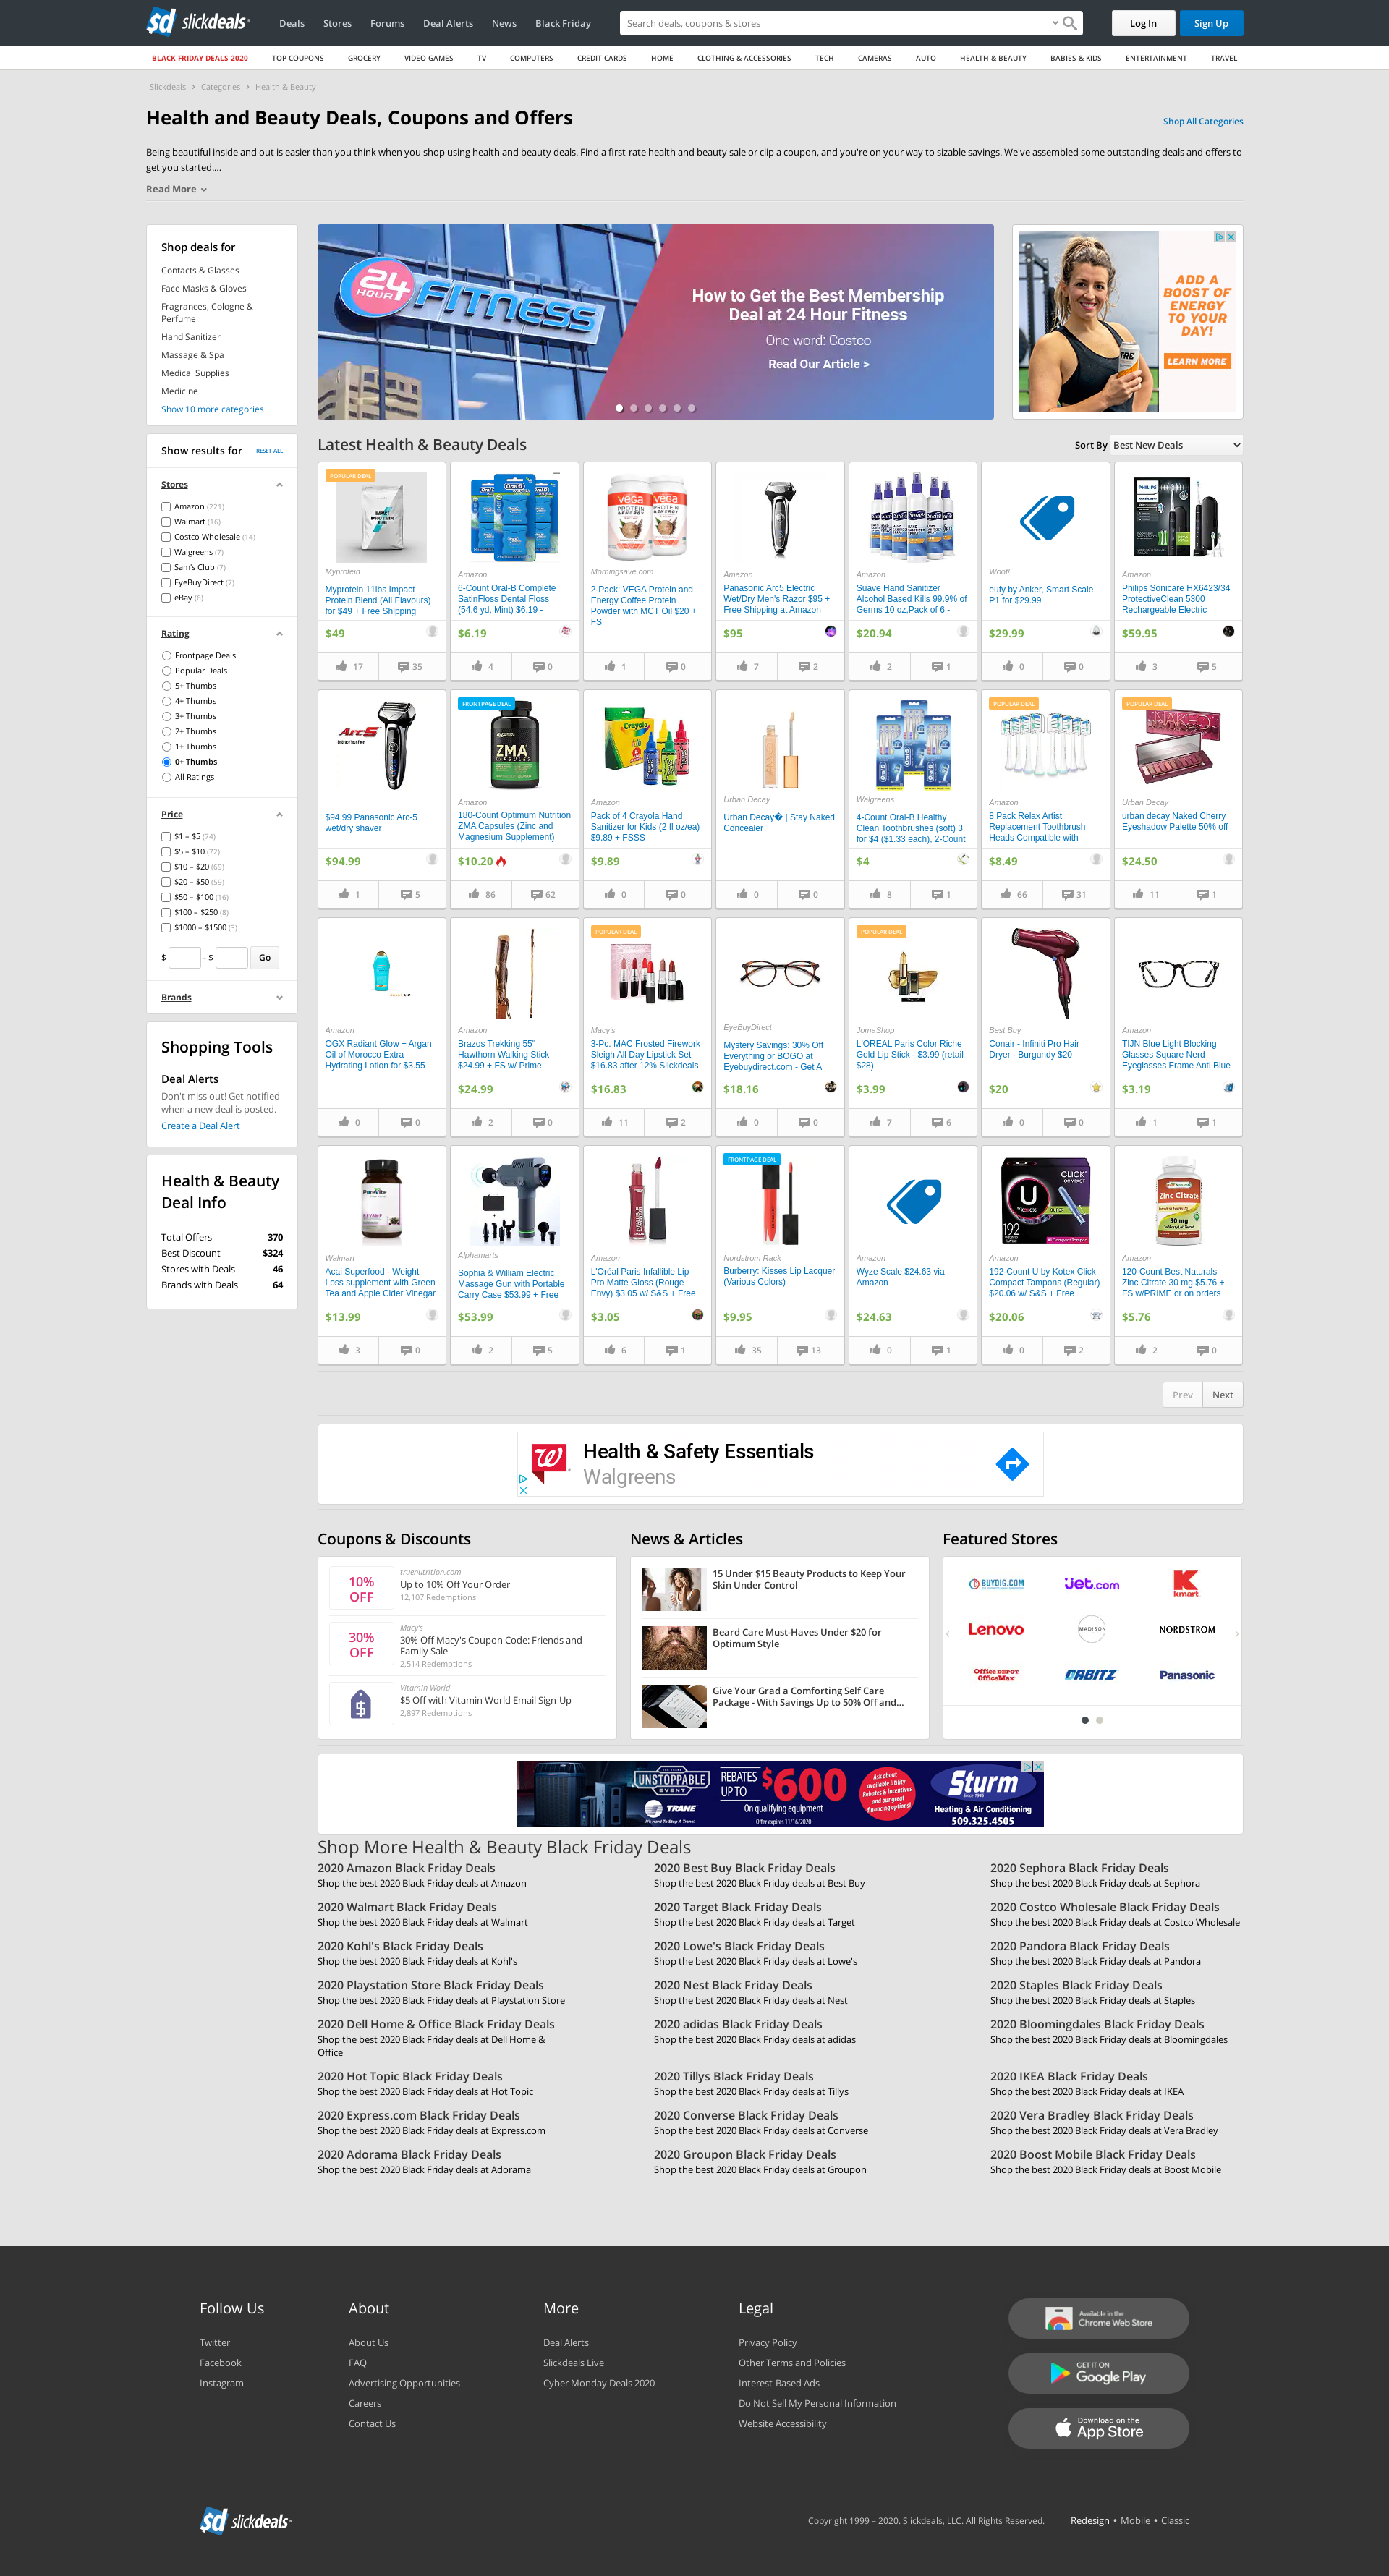 sd slickdeals
Deals Stores Forums Deal Alerts News Black Friday
Search deals, coupons & stores
Log In Sign Up
BLACK FRIDAY DEALS 2020 TOP COUPONS GROCERY VIDEO GAMES TV COMPUTERS CREDIT CARDS HOME CLOTHING & ACCESSORIES TECH CAMERAS AUTO HEALTH & BEAUTY BABIES & KIDS ENTERTAINMENT TRAVEL
Slickdeals › Categories › Health & Beauty
Health and Beauty Deals, Coupons and Offers
Shop All Categories
Being beautiful inside and out is easier than you think when you shop using health and beauty deals. Find a first-rate health and beauty sale or clip a coupon, and you're on your way to sizable savings. We've assembled some outstanding deals and offers to
get you started....
Read More
Shop deals for
Contacts & Glasses
Face Masks & Gloves
Fragrances, Cologne &
Perfume
Hand Sanitizer
Massage & Spa
Medical Supplies
Medicine
Show 10 more categories
Show results for RESET ALL
Stores
Amazon (221)
Walmart (16)
Costco Wholesale (14)
Walgreens (7)
Sam's Club (7)
EyeBuyDirect (7)
eBay (6)
Rating
Frontpage Deals
Popular Deals
5+ Thumbs
4+ Thumbs
3+ Thumbs
2+ Thumbs
1+ Thumbs
0+ Thumbs
All Ratings
Price
$1 – $5 (74)
$5 – $10 (72)
$10 – $20 (69)
$20 – $50 (59)
$50 – $100 (16)
$100 – $250 (8)
$1000 – $1500 (3)
$ - $ Go
Brands
Shopping Tools
Deal Alerts
Don't miss out! Get notified
when a new deal is posted.
Create a Deal Alert
Health & Beauty
Deal Info
Total Offers 370
Best Discount $324
Stores with Deals 46
Brands with Deals 64
24 HOUR FITNESS
How to Get the Best Membership
Deal at 24 Hour Fitness
One word: Costco
Read Our Article >
ADD A
BOOST OF
ENERGY
TO YOUR
DAY!
LEARN MORE
Latest Health & Beauty Deals
Sort By Best New Deals
POPULAR DEAL
Myprotein
Myprotein 11lbs Impact
Protein Blend (All Flavours)
for $49 + Free Shipping
$49
17 35
Amazon
6-Count Oral-B Complete
SatinFloss Dental Floss
(54.6 yd, Mint) $6.19 -
$6.19
4 0
Morningsave.com
2-Pack: VEGA Protein and
Energy Coffee Protein
Powder with MCT Oil $20 +
FS
1 0
Amazon
Panasonic Arc5 Electric
Wet/Dry Men's Razor $95 +
Free Shipping at Amazon
$95
7 2
Amazon
Suave Hand Sanitizer
Alcohol Based Kills 99.9% of
Germs 10 oz,Pack of 6 -
$20.94
2 1
Woot!
eufy by Anker, Smart Scale
P1 for $29.99
$29.99
0 0
PHILIPS
Amazon
Philips Sonicare HX6423/34
ProtectiveClean 5300
Rechargeable Electric
$59.95
3 5
Arc5
$94.99 Panasonic Arc-5
wet/dry shaver
$94.99
1 5
FRONTPAGE DEAL
ZMA
Amazon
180-Count Optimum Nutrition
ZMA Capsules (Zinc and
Magnesium Supplement)
$10.20
86 62
Crayola
Amazon
Pack of 4 Crayola Hand
Sanitizer for Kids (2 fl oz/ea)
$9.89 + FSSS
$9.89
0 0
Urban Decay
Urban Decay� | Stay Naked
Concealer
0 0
Walgreens
4-Count Oral-B Healthy
Clean Toothbrushes (soft) 3
for $4 ($1.33 each), 2-Count
$4
8 1
POPULAR DEAL
Amazon
8 Pack Relax Artist
Replacement Toothbrush
Heads Compatible with
$8.49
66 31
POPULAR DEAL
NAKED
Urban Decay
urban decay Naked Cherry
Eyeshadow Palette 50% off
$24.50
11 1
Amazon
OGX Radiant Glow + Argan
Oil of Morocco Extra
Hydrating Lotion for $3.55
0 0
Amazon
Brazos Trekking 55"
Hawthorn Walking Stick
$24.99 + FS w/ Prime
$24.99
2 0
POPULAR DEAL
Macy's
3-Pc. MAC Frosted Firework
Sleigh All Day Lipstick Set
$16.83 after 12% Slickdeals
$16.83
11 2
EyeBuyDirect
Mystery Savings: 30% Off
Everything or BOGO at
Eyebuydirect.com - Get A
$18.16
0 0
POPULAR DEAL
JomaShop
L'OREAL Paris Color Riche
Gold Lip Stick - $3.99 (retail
$28)
$3.99
7 6
Best Buy
Conair - Infiniti Pro Hair
Dryer - Burgundy $20
$20
0 0
Amazon
TIJN Blue Light Blocking
Glasses Square Nerd
Eyeglasses Frame Anti Blue
$3.19
1 1
Walmart
Acai Superfood - Weight
Loss supplement with Green
Tea and Apple Cider Vinegar
$13.99
3 0
Alphamarts
Sophia & William Electric
Massage Gun with Portable
Carry Case $53.99 + Free
$53.99
2 5
Amazon
L'Oréal Paris Infallible Lip
Pro Matte Gloss (Rouge
Envy) $3.05 w/ S&S + Free
$3.05
6 1
FRONTPAGE DEAL
Nordstrom Rack
Burberry: Kisses Lip Lacquer
(Various Colors)
$9.95
35 13
Amazon
Wyze Scale $24.63 via
Amazon
$24.63
0 1
U CLICK COMPACT SUPER 192
Amazon
192-Count U by Kotex Click
Compact Tampons (Regular)
$20.06 w/ S&S + Free
$20.06
0 2
Zinc Citrate 30 mg
Amazon
120-Count Best Naturals
Zinc Citrate 30 mg $5.76 +
FS w/PRIME or on orders
$5.76
2 0
Prev Next
Health & Safety Essentials
Walgreens
Coupons & Discounts
10%
OFF
truenutrition.com
Up to 10% Off Your Order
12,107 Redemptions
30%
OFF
Macy's
30% Off Macy's Coupon Code: Friends and
Family Sale
2,514 Redemptions
Vitamin World
$5 Off with Vitamin World Email Sign-Up
2,897 Redemptions
News & Articles
15 Under $15 Beauty Products to Keep Your
Skin Under Control
Beard Care Must-Haves Under $20 for
Optimum Style
Give Your Grad a Comforting Self Care
Package - With Savings Up to 50% Off and...
Featured Stores
BUYDIG.COM jet.com kmart
Lenovo MADISON NORDSTROM
Office DEPOT OfficeMax ORBITZ Panasonic
UNSTOPPABLE EVENT
TRANE
It's Hard To Stop A Trane.
REBATES UP TO $600
On qualifying equipment
Offer expires 11/16/2020
Ask about available Utility Rebates & Incentives and our great financing options!
Sturm
Heating & Air Conditioning
509.325.4505
Shop More Health & Beauty Black Friday Deals
2020 Amazon Black Friday Deals
Shop the best 2020 Black Friday deals at Amazon
2020 Best Buy Black Friday Deals
Shop the best 2020 Black Friday deals at Best Buy
2020 Sephora Black Friday Deals
Shop the best 2020 Black Friday deals at Sephora
2020 Walmart Black Friday Deals
Shop the best 2020 Black Friday deals at Walmart
2020 Target Black Friday Deals
Shop the best 2020 Black Friday deals at Target
2020 Costco Wholesale Black Friday Deals
Shop the best 2020 Black Friday deals at Costco Wholesale
2020 Kohl's Black Friday Deals
Shop the best 2020 Black Friday deals at Kohl's
2020 Lowe's Black Friday Deals
Shop the best 2020 Black Friday deals at Lowe's
2020 Pandora Black Friday Deals
Shop the best 2020 Black Friday deals at Pandora
2020 Playstation Store Black Friday Deals
Shop the best 2020 Black Friday deals at Playstation Store
2020 Nest Black Friday Deals
Shop the best 2020 Black Friday deals at Nest
2020 Staples Black Friday Deals
Shop the best 2020 Black Friday deals at Staples
2020 Dell Home & Office Black Friday Deals
Shop the best 2020 Black Friday deals at Dell Home &
Office
2020 adidas Black Friday Deals
Shop the best 2020 Black Friday deals at adidas
2020 Bloomingdales Black Friday Deals
Shop the best 2020 Black Friday deals at Bloomingdales
2020 Hot Topic Black Friday Deals
Shop the best 2020 Black Friday deals at Hot Topic
2020 Tillys Black Friday Deals
Shop the best 2020 Black Friday deals at Tillys
2020 IKEA Black Friday Deals
Shop the best 2020 Black Friday deals at IKEA
2020 Express.com Black Friday Deals
Shop the best 2020 Black Friday deals at Express.com
2020 Converse Black Friday Deals
Shop the best 2020 Black Friday deals at Converse
2020 Vera Bradley Black Friday Deals
Shop the best 2020 Black Friday deals at Vera Bradley
2020 Adorama Black Friday Deals
Shop the best 2020 Black Friday deals at Adorama
2020 Groupon Black Friday Deals
Shop the best 2020 Black Friday deals at Groupon
2020 Boost Mobile Black Friday Deals
Shop the best 2020 Black Friday deals at Boost Mobile
Follow Us
Twitter
Facebook
Instagram
About
About Us
FAQ
Advertising Opportunities
Careers
Contact Us
More
Deal Alerts
Slickdeals Live
Cyber Monday Deals 2020
Legal
Privacy Policy
Other Terms and Policies
Interest-Based Ads
Do Not Sell My Personal Information
Website Accessibility
Available in the
Chrome Web Store
GET IT ON
Google Play
Download on the
App Store
sd slickdeals
Copyright 1999 – 2020. Slickdeals, LLC. All Rights Reserved.
Redesign • Mobile • Classic